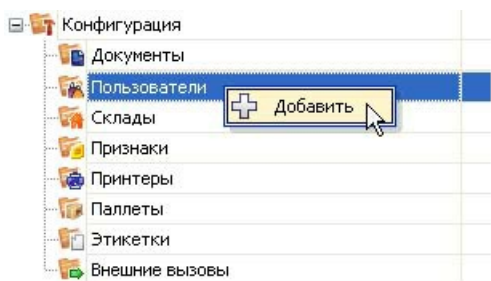 Конфигурация
Документы
Пользователи
Добавить
Склады
Признаки
Принтеры
Паллеты
Этикетки
Внешние вызовы